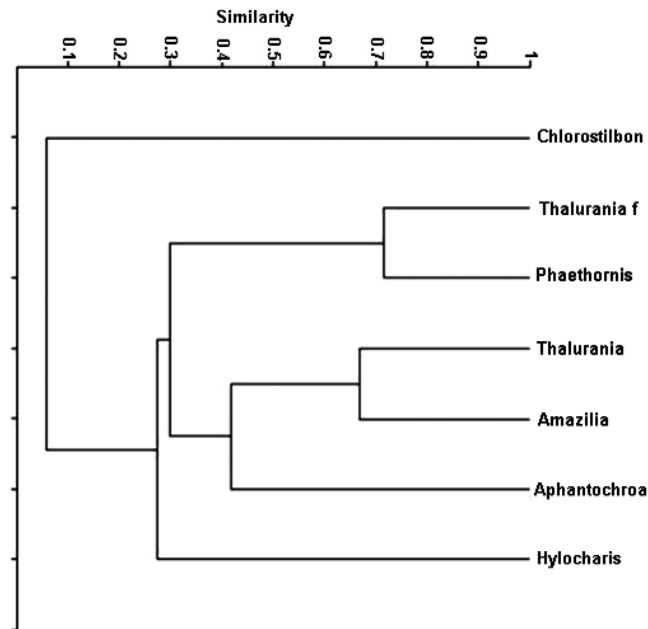 Similarity
0.1 0.2 0.3 0.4 0.5 0.6 0.7 0.8 0.9 1
Chlorostilbon
Thalurania f
Phaethornis
Thalurania
Amazilia
Aphantochroa
Hylocharis